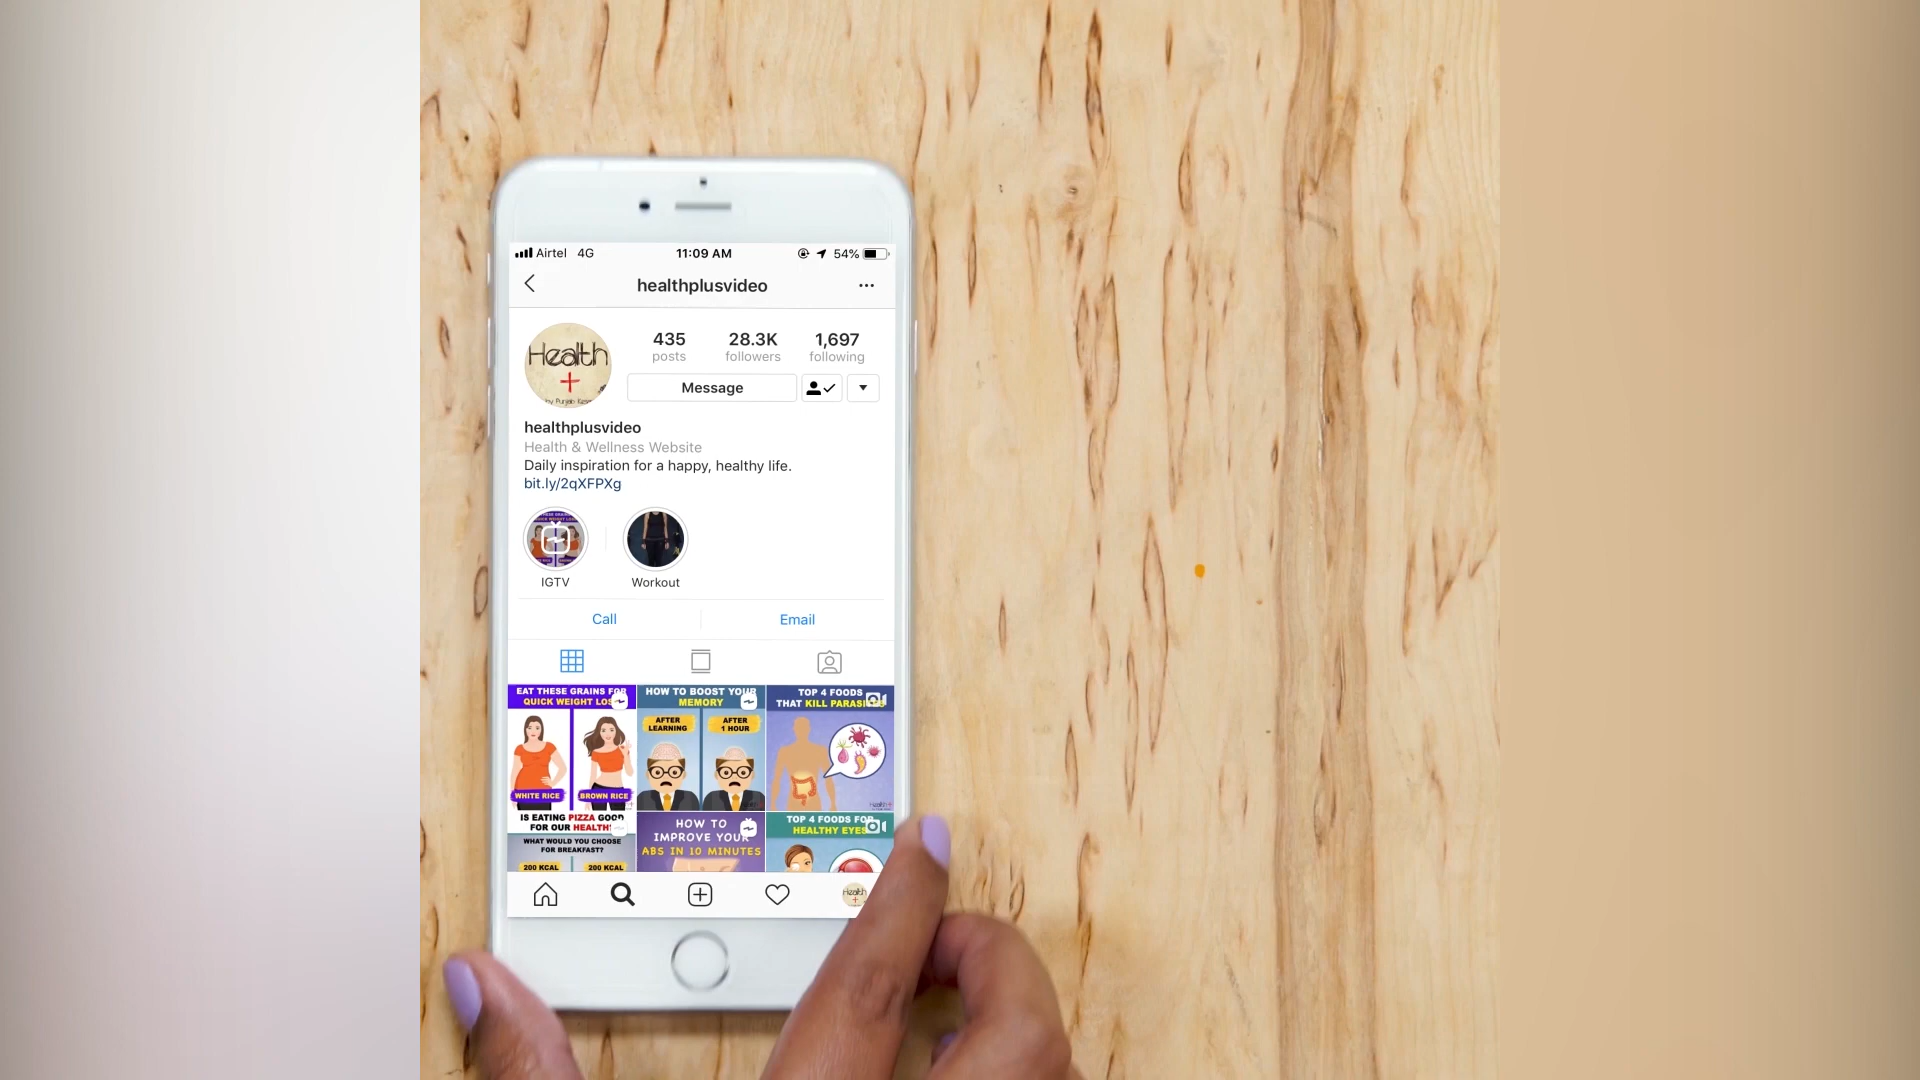 Airtel 4G 11:09 AM 54%
healthplusvideo
Health
by Punjab
435 28.3K 1,697
posts followers following
Message
healthplusvideo
Health & Wellness Website
Daily inspiration for a happy, healthy life.
bit.ly/2qXFPXg
IGTV Workout
Call Email
EAT THESE GRAINS FOR
QUICK WEIGHT
WHITE RICE BROWN RICE
HOW TO BOOST YOUR
MEMORY
AFTER
LEARNING
AFTER
1 HOUR
TOP 4 FOODS
THAT KILL
IS EATING PIZZA GOOD
FOR OUR
WHAT WOULD YOU CHOOSE
FOR BREAKFAST?
200 KCAL 200 KCAL
HOW TO
IMPROVE YOUR
ABS IN 10 MINUTES
TOP 4 FOODS FOR
HEALTHY EYES
Health